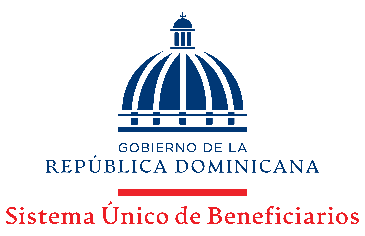 GOBIERNO DE LA
REPÚBLICA DOMINICANA
Sistema Único de Beneficiarios